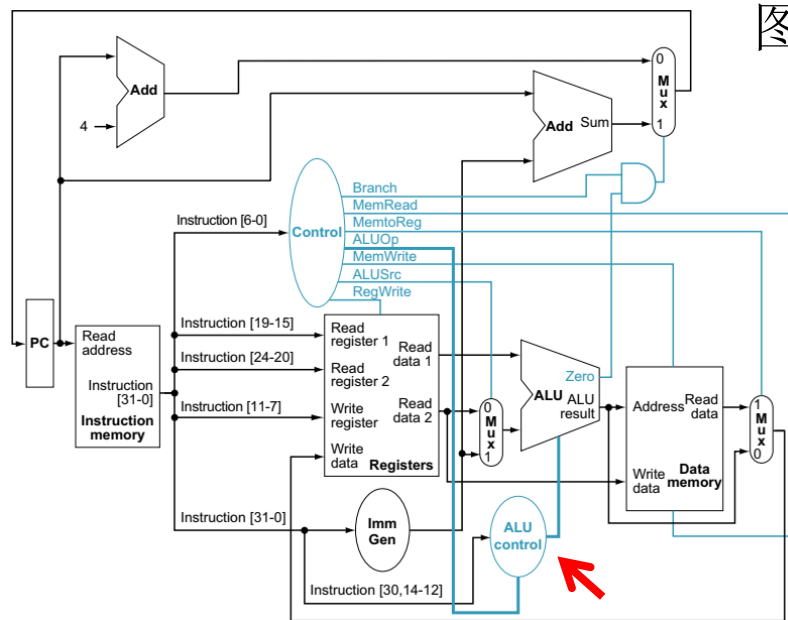 图
0
Mux
1
Add
4
Add Sum
Branch
MemRead
MemtoReg
ALUOp
MemWrite
ALUSrc
RegWrite
Control
Instruction [6-0]
PC
Read address
Instruction [31-0]
Instruction memory
Instruction [19-15]
Instruction [24-20]
Instruction [11-7]
Read register 1
Read register 2
Write register
Write data
Read data 1
Read data 2
Registers
0
Mux
1
Zero
ALU
ALU result
Address
Read data
Write data
Data memory
1
Mux
0
Instruction [31-0]
Imm Gen
ALU control
Instruction [30,14-12]